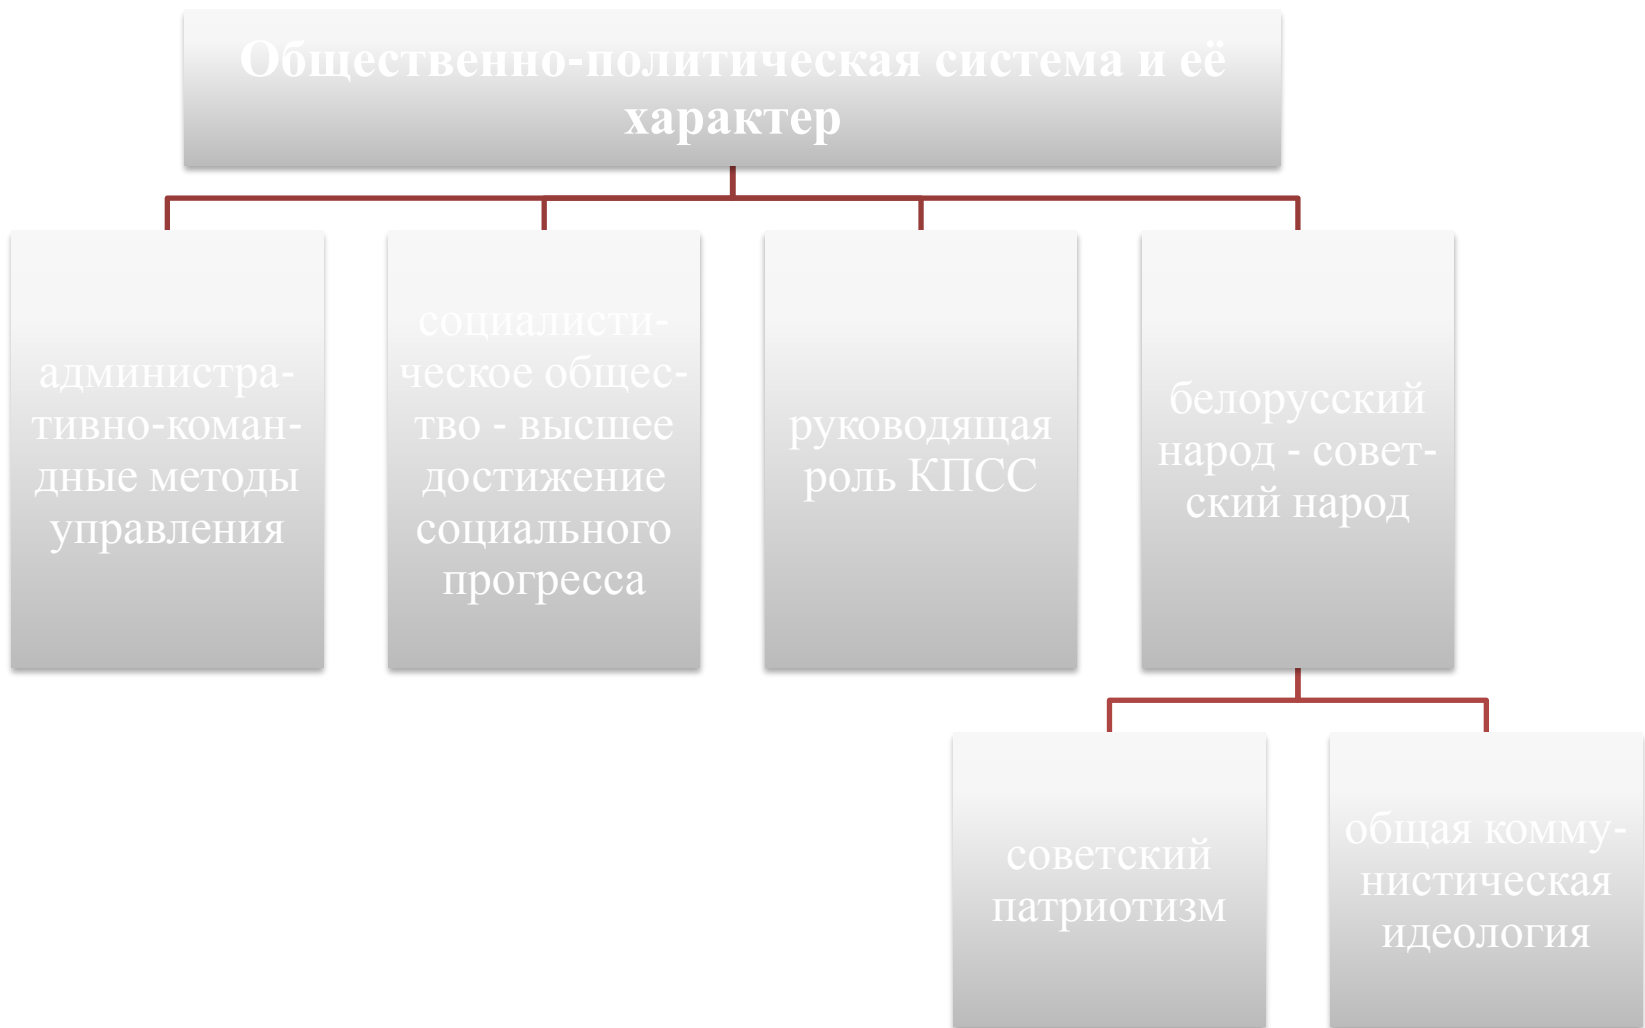 Общественно-политическая система и её
характер
администра-
тивно-коман-
дные методы
управления
социалисти-
ческое общес-
тво - высшее
достижение
социального
прогресса
руководящая
роль КПСС
белорусский
народ - совет-
ский народ
советский
патриотизм
общая комму-
нистическая
идеология